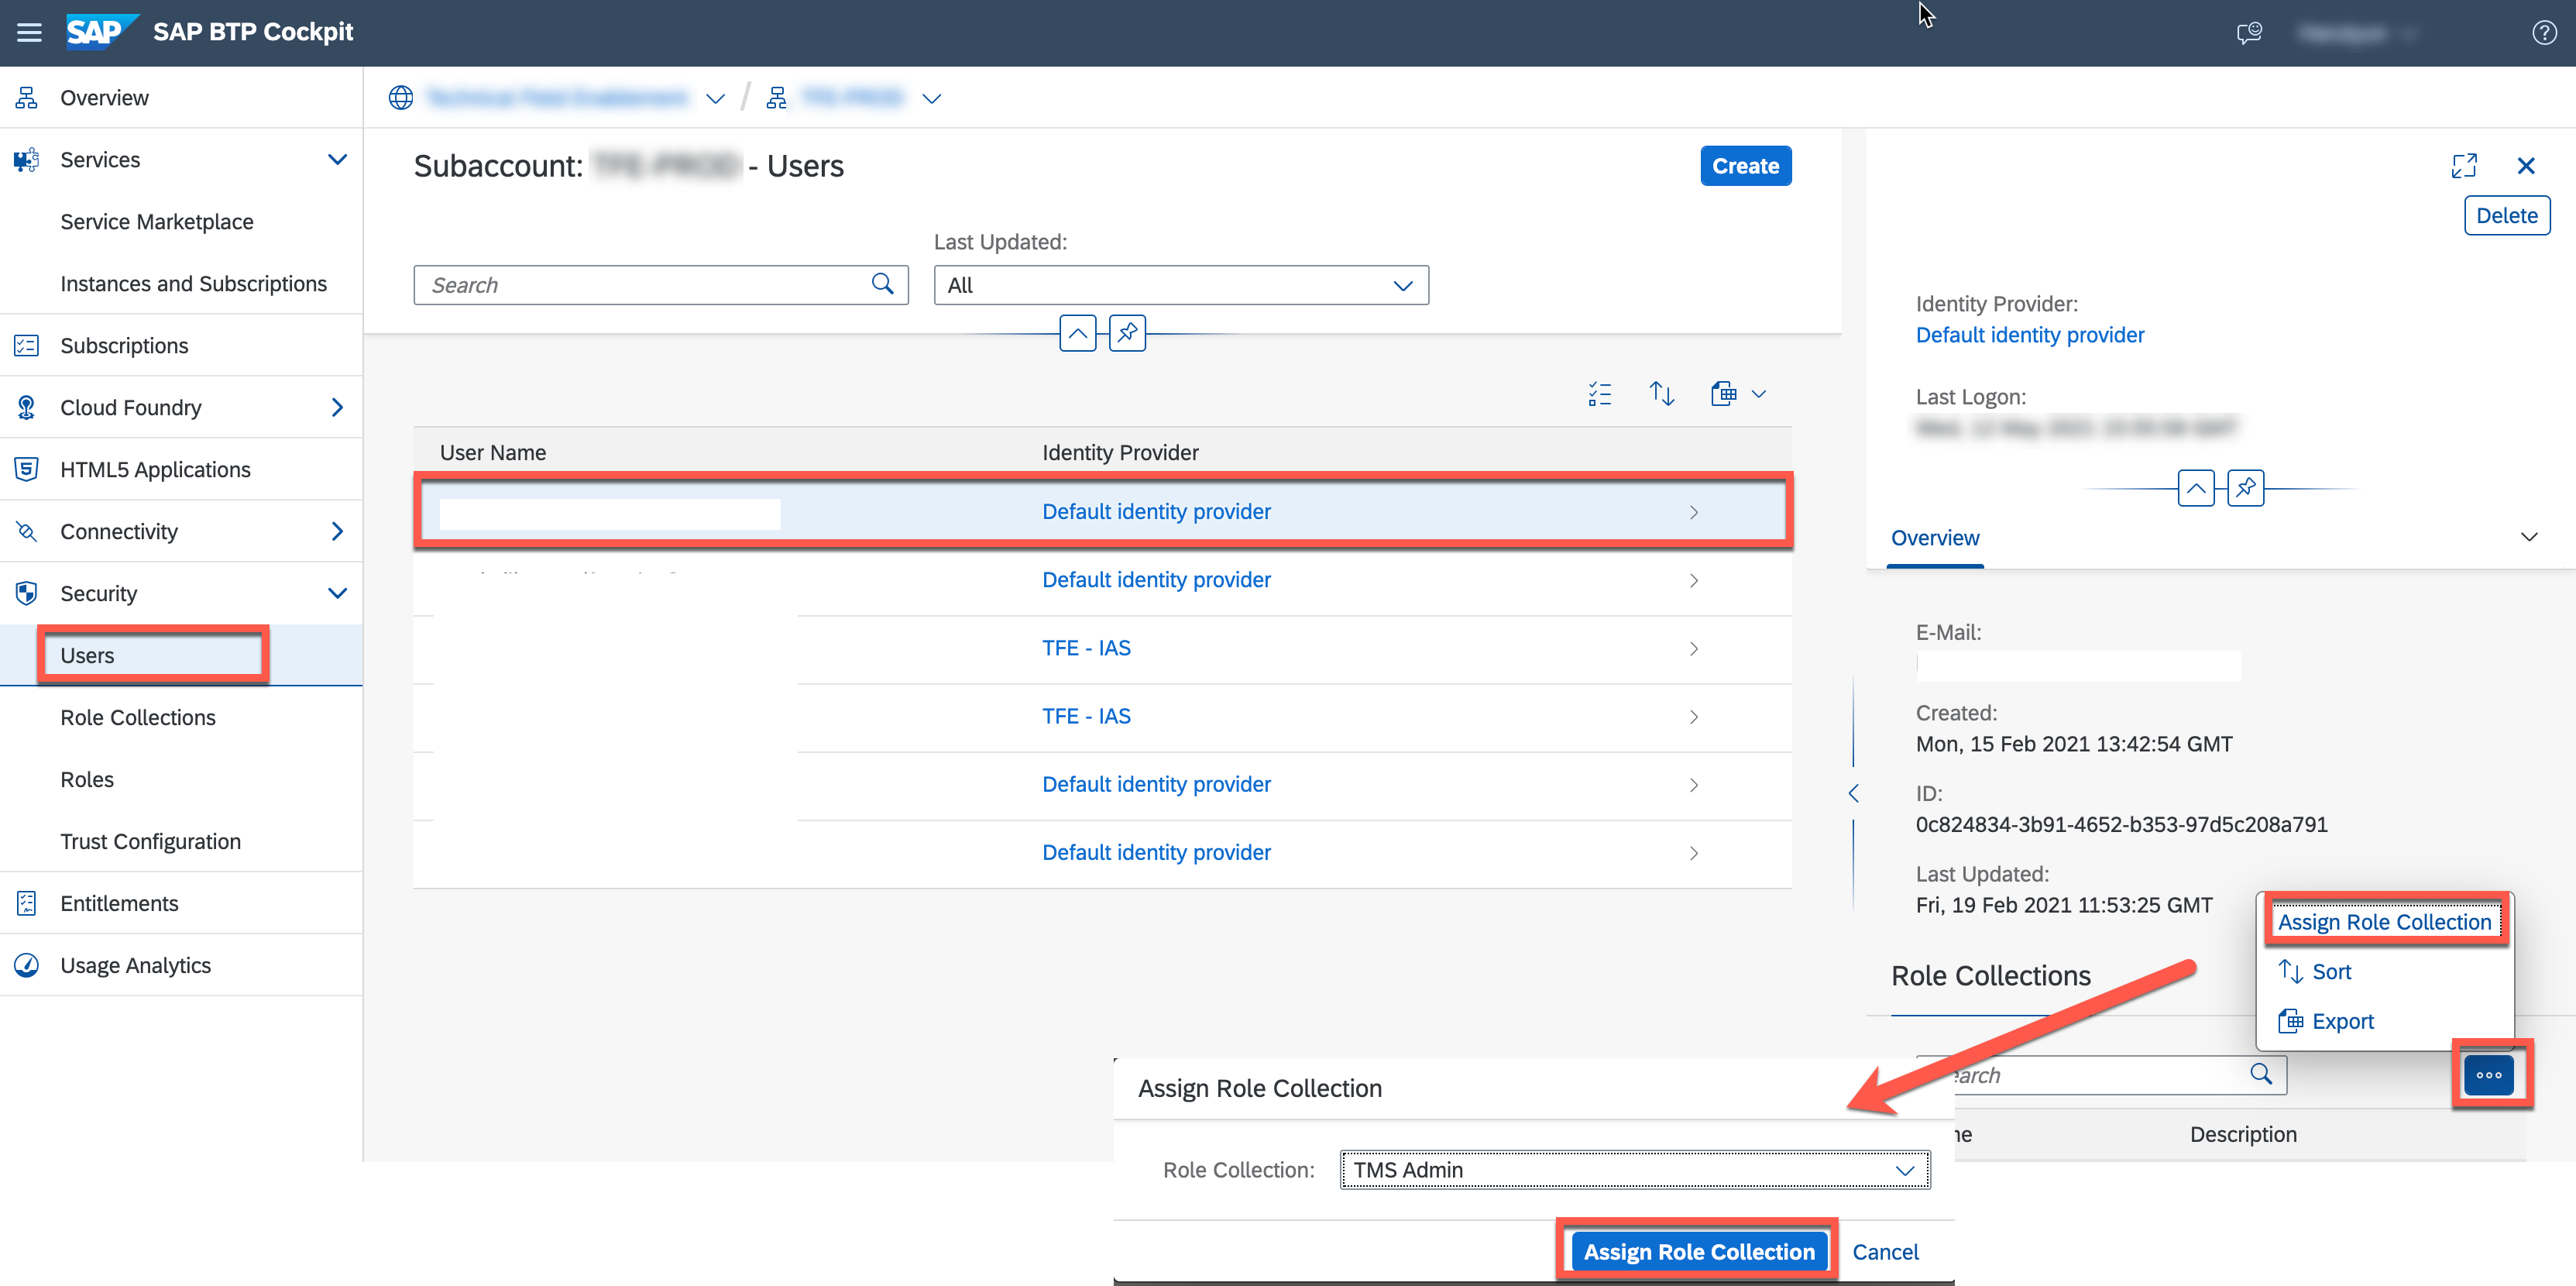 SAP SAP BTP Cockpit
Overview
Services
Service Marketplace
Instances and Subscriptions
Subscriptions
Cloud Foundry
HTML5 Applications
Connectivity
Security
Users
Role Collections
Roles
Trust Configuration
Entitlements
Usage Analytics
Subaccount: - Users
Create
Last Updated:
Search
All
User Name Identity Provider
Default identity provider
Default identity provider
TFE - IAS
TFE - IAS
Default identity provider
Default identity provider
Delete
Identity Provider:
Default identity provider
Last Logon:
Overview
E-Mail:
Created:
Mon, 15 Feb 2021 13:42:54 GMT
ID:
0c824834-3b91-4652-b353-97d5c208a791
Last Updated:
Fri, 19 Feb 2021 11:53:25 GMT
Assign Role Collection
Sort
Export
Role Collections
earch
Description
Assign Role Collection
Role Collection: TMS Admin
Assign Role Collection Cancel